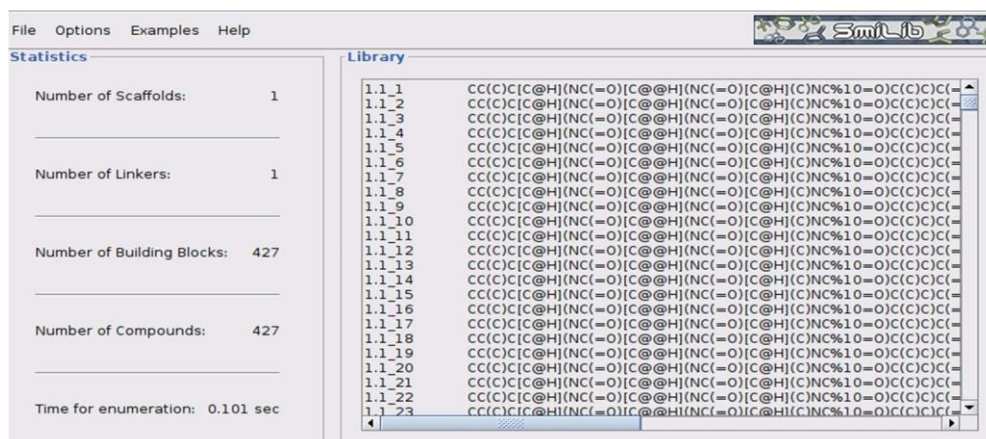 File Options Examples Help
SmiLib
Statistics
Number of Scaffolds: 1
Number of Linkers: 1
Number of Building Blocks: 427
Number of Compounds: 427
Time for enumeration: 0.101 sec
Library
1.1_1 CC(C)C[C@H](NC(=O)[C@@H](NC(=O)[C@H](C)NC%10=O)C(C)C)C(=
1.1_2 CC(C)C[C@H](NC(=O)[C@@H](NC(=O)[C@H](C)NC%10=O)C(C)C)C(=
1.1_3 CC(C)C[C@H](NC(=O)[C@@H](NC(=O)[C@H](C)NC%10=O)C(C)C)C(=
1.1_4 CC(C)C[C@H](NC(=O)[C@@H](NC(=O)[C@H](C)NC%10=O)C(C)C)C(=
1.1_5 CC(C)C[C@H](NC(=O)[C@@H](NC(=O)[C@H](C)NC%10=O)C(C)C)C(=
1.1_6 CC(C)C[C@H](NC(=O)[C@@H](NC(=O)[C@H](C)NC%10=O)C(C)C)C(=
1.1_7 CC(C)C[C@H](NC(=O)[C@@H](NC(=O)[C@H](C)NC%10=O)C(C)C)C(=
1.1_8 CC(C)C[C@H](NC(=O)[C@@H](NC(=O)[C@H](C)NC%10=O)C(C)C)C(=
1.1_9 CC(C)C[C@H](NC(=O)[C@@H](NC(=O)[C@H](C)NC%10=O)C(C)C)C(=
1.1_10 CC(C)C[C@H](NC(=O)[C@@H](NC(=O)[C@H](C)NC%10=O)C(C)C)C(=
1.1_11 CC(C)C[C@H](NC(=O)[C@@H](NC(=O)[C@H](C)NC%10=O)C(C)C)C(=
1.1_12 CC(C)C[C@H](NC(=O)[C@@H](NC(=O)[C@H](C)NC%10=O)C(C)C)C(=
1.1_13 CC(C)C[C@H](NC(=O)[C@@H](NC(=O)[C@H](C)NC%10=O)C(C)C)C(=
1.1_14 CC(C)C[C@H](NC(=O)[C@@H](NC(=O)[C@H](C)NC%10=O)C(C)C)C(=
1.1_15 CC(C)C[C@H](NC(=O)[C@@H](NC(=O)[C@H](C)NC%10=O)C(C)C)C(=
1.1_16 CC(C)C[C@H](NC(=O)[C@@H](NC(=O)[C@H](C)NC%10=O)C(C)C)C(=
1.1_17 CC(C)C[C@H](NC(=O)[C@@H](NC(=O)[C@H](C)NC%10=O)C(C)C)C(=
1.1_18 CC(C)C[C@H](NC(=O)[C@@H](NC(=O)[C@H](C)NC%10=O)C(C)C)C(=
1.1_19 CC(C)C[C@H](NC(=O)[C@@H](NC(=O)[C@H](C)NC%10=O)C(C)C)C(=
1.1_20 CC(C)C[C@H](NC(=O)[C@@H](NC(=O)[C@H](C)NC%10=O)C(C)C)C(=
1.1_21 CC(C)C[C@H](NC(=O)[C@@H](NC(=O)[C@H](C)NC%10=O)C(C)C)C(=
1.1_22 CC(C)C[C@H](NC(=O)[C@@H](NC(=O)[C@H](C)NC%10=O)C(C)C)C(=
1.1_23 CC(C)C[C@H](NC(=O)[C@@H](NC(=O)[C@H](C)NC%10=O)C(C)C)C(=